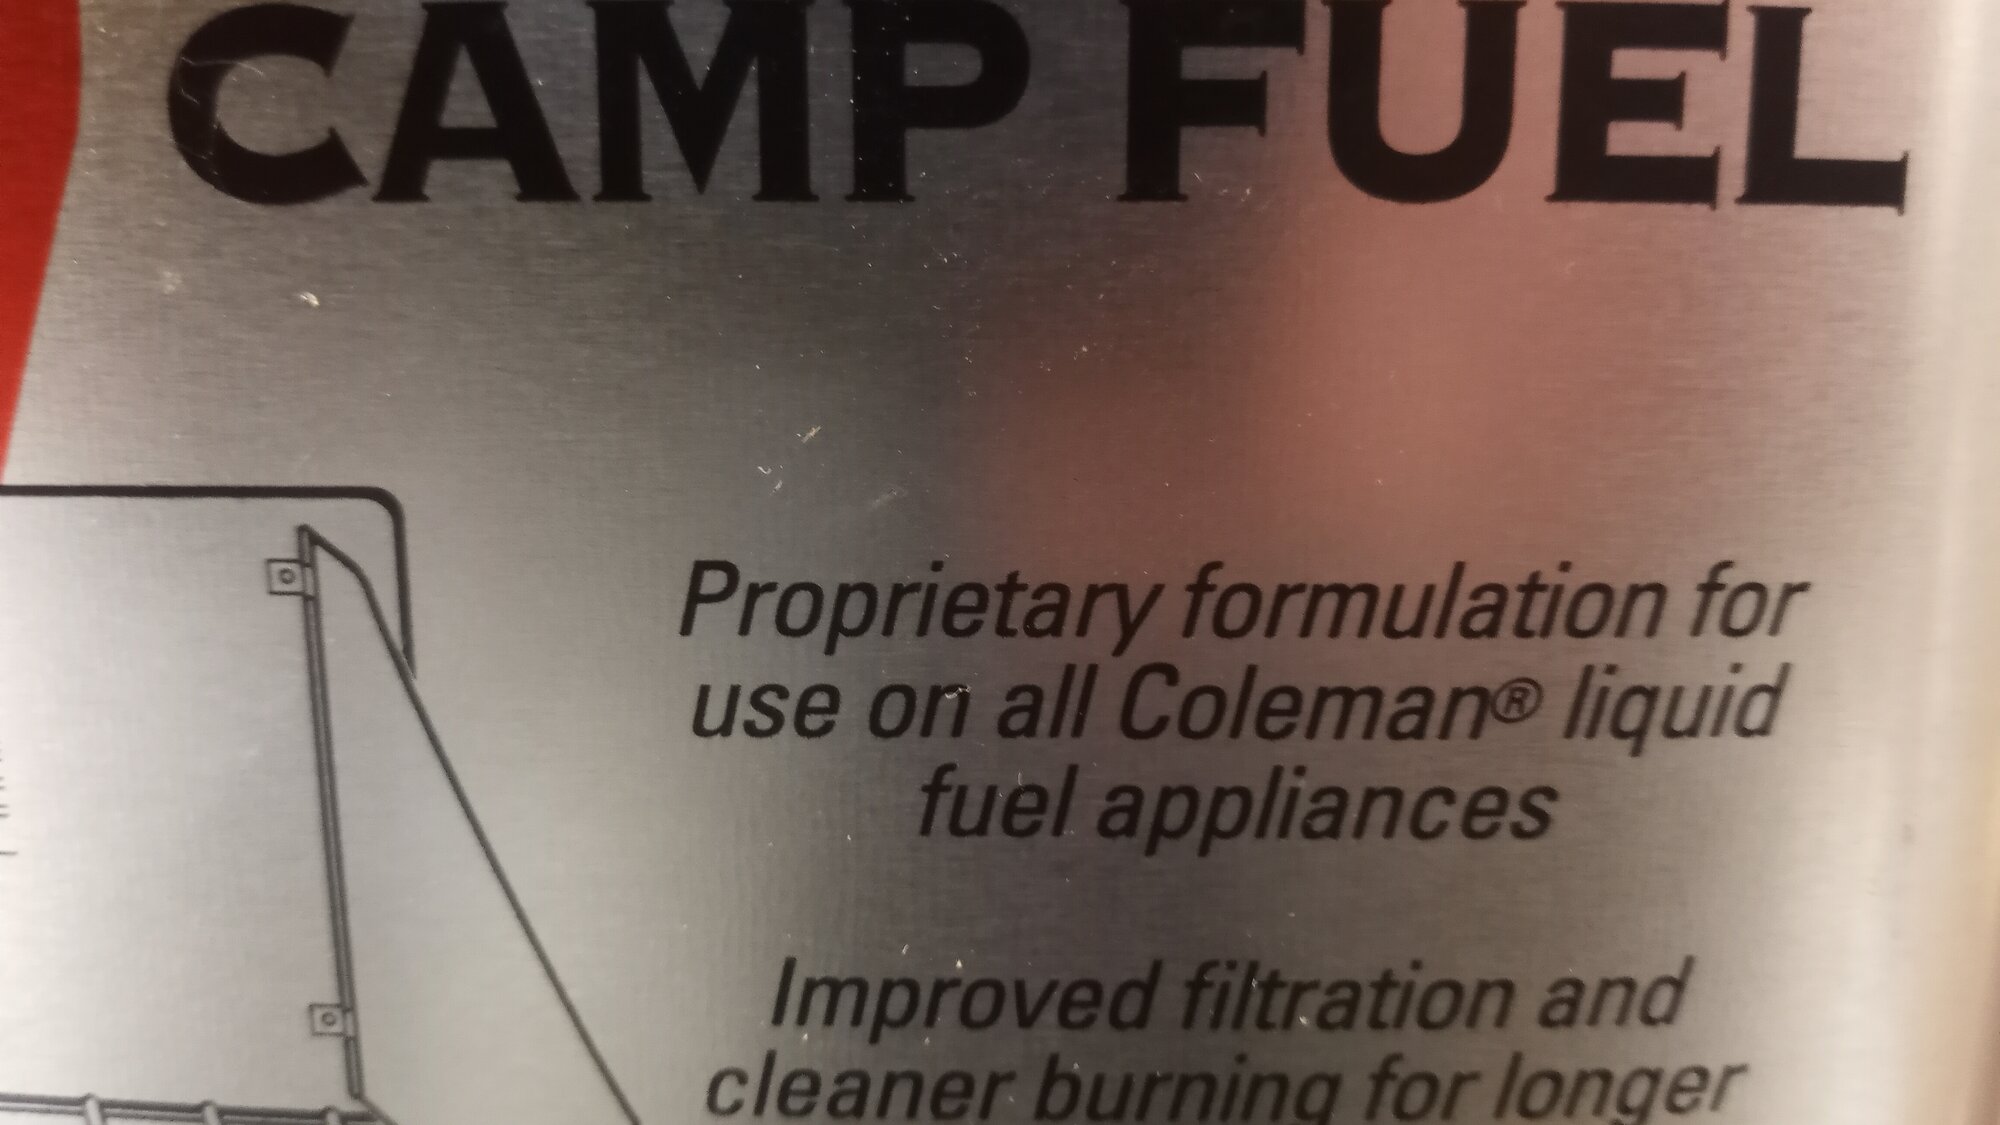 CAMP FUEL
Proprietary formulation for
use on all Coleman® liquid
fuel appliances
Improved filtration and
cleaner burning for longer